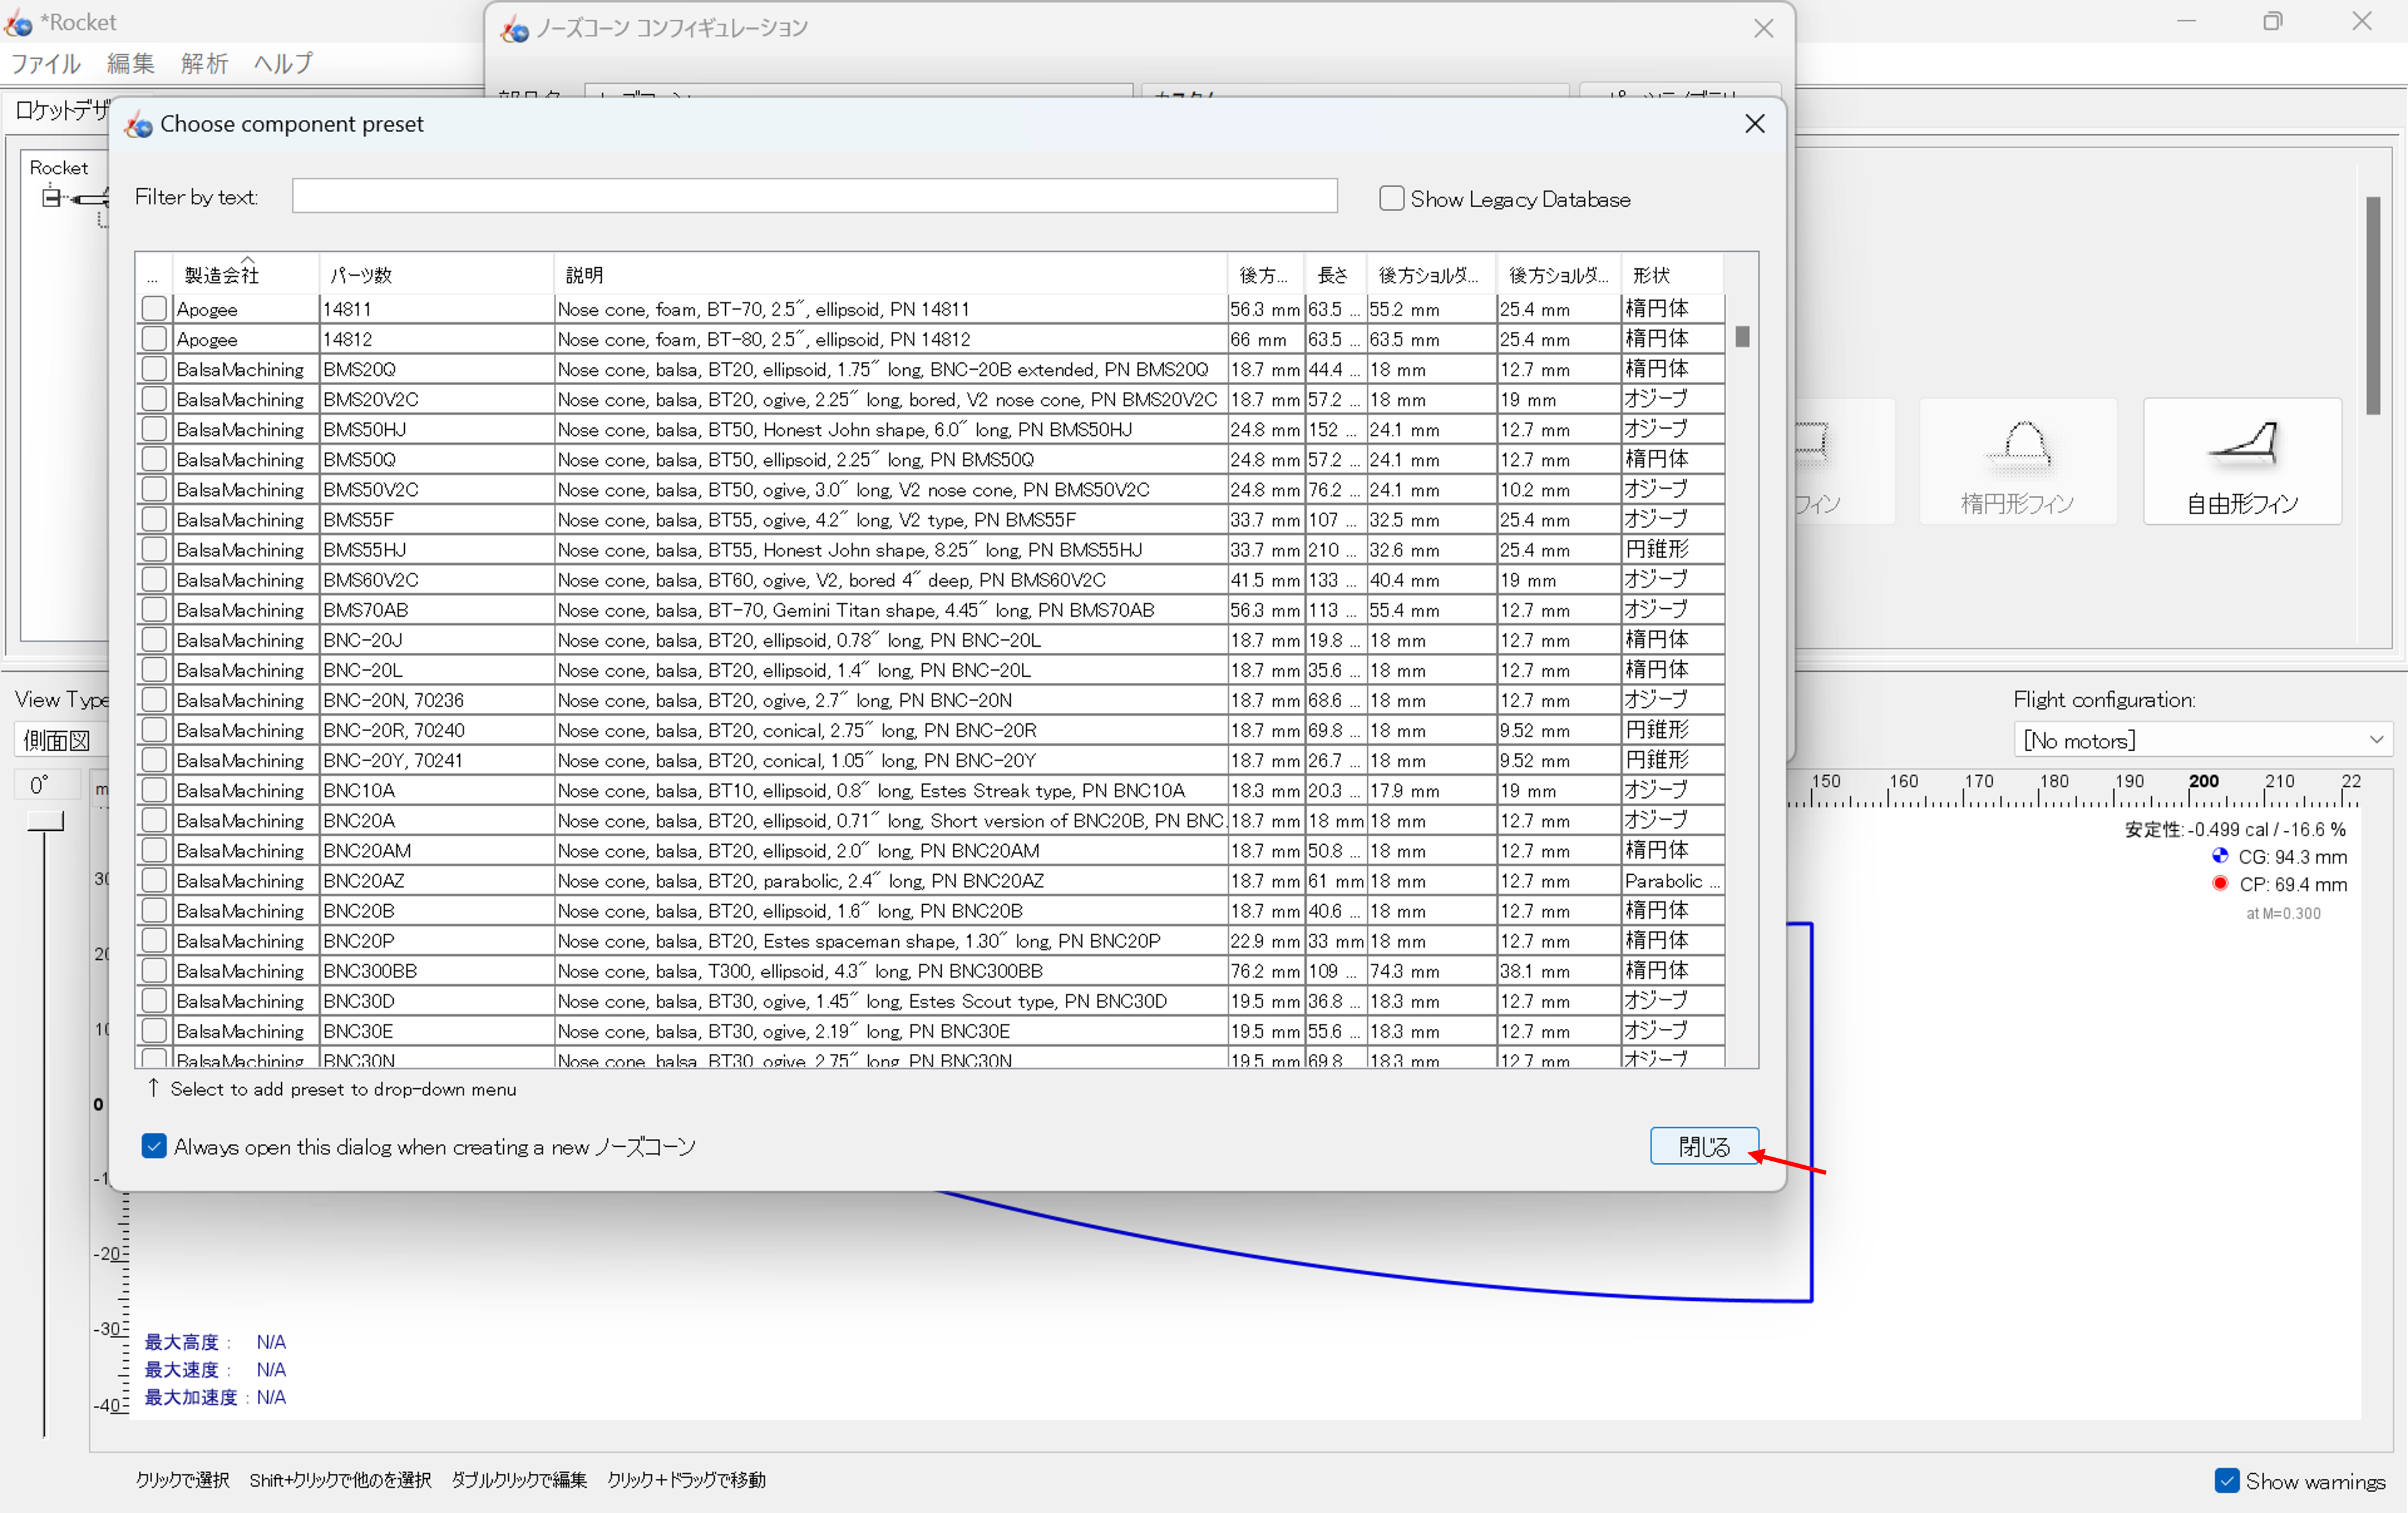 *Rocket
ノーズコーン コンフィギュレーション
ファイル 編集 解析 ヘルプ
ロケットデザ
Choose component preset
Rocket
Filter by text:
Show Legacy Database
... 製造会社 パーツ数 説明 後方... 長さ 後方ショルダ... 後方ショルダ... 形状
Apogee 14811 Nose cone, foam, BT-70, 2.5″, ellipsoid, PN 14811 56.3 mm 63.5 ... 55.2 mm 25.4 mm 楕円体
Apogee 14812 Nose cone, foam, BT-80, 2.5″, ellipsoid, PN 14812 66 mm 63.5 ... 63.5 mm 25.4 mm 楕円体
BalsaMachining BMS20Q Nose cone, balsa, BT20, ellipsoid, 1.75″ long, BNC-20B extended, PN BMS20Q 18.7 mm 44.4 ... 18 mm 12.7 mm 楕円体
BalsaMachining BMS20V2C Nose cone, balsa, BT20, ogive, 2.25″ long, bored, V2 nose cone, PN BMS20V2C 18.7 mm 57.2 ... 18 mm 19 mm オジーブ
BalsaMachining BMS50HJ Nose cone, balsa, BT50, Honest John shape, 6.0″ long, PN BMS50HJ 24.8 mm 152 ... 24.1 mm 12.7 mm オジーブ
BalsaMachining BMS50Q Nose cone, balsa, BT50, ellipsoid, 2.25″ long, PN BMS50Q 24.8 mm 57.2 ... 24.1 mm 12.7 mm 楕円体
BalsaMachining BMS50V2C Nose cone, balsa, BT50, ogive, 3.0″ long, V2 nose cone, PN BMS50V2C 24.8 mm 76.2 ... 24.1 mm 10.2 mm オジーブ
BalsaMachining BMS55F Nose cone, balsa, BT55, ogive, 4.2″ long, V2 type, PN BMS55F 33.7 mm 107 ... 32.5 mm 25.4 mm オジーブ
BalsaMachining BMS55HJ Nose cone, balsa, BT55, Honest John shape, 8.25″ long, PN BMS55HJ 33.7 mm 210 ... 32.6 mm 25.4 mm 円錐形
BalsaMachining BMS60V2C Nose cone, balsa, BT60, ogive, V2, bored 4″ deep, PN BMS60V2C 41.5 mm 133 ... 40.4 mm 19 mm オジーブ
BalsaMachining BMS70AB Nose cone, balsa, BT-70, Gemini Titan shape, 4.45″ long, PN BMS70AB 56.3 mm 113 ... 55.4 mm 12.7 mm オジーブ
BalsaMachining BNC-20J Nose cone, balsa, BT20, ellipsoid, 0.78″ long, PN BNC-20L 18.7 mm 19.8 ... 18 mm 12.7 mm 楕円体
BalsaMachining BNC-20L Nose cone, balsa, BT20, ellipsoid, 1.4″ long, PN BNC-20L 18.7 mm 35.6 ... 18 mm 12.7 mm 楕円体
BalsaMachining BNC-20N, 70236 Nose cone, balsa, BT20, ogive, 2.7″ long, PN BNC-20N 18.7 mm 68.6 ... 18 mm 12.7 mm オジーブ
BalsaMachining BNC-20R, 70240 Nose cone, balsa, BT20, conical, 2.75″ long, PN BNC-20R 18.7 mm 69.8 ... 18 mm 9.52 mm 円錐形
BalsaMachining BNC-20Y, 70241 Nose cone, balsa, BT20, conical, 1.05″ long, PN BNC-20Y 18.7 mm 26.7 ... 18 mm 9.52 mm 円錐形
BalsaMachining BNC10A Nose cone, balsa, BT10, ellipsoid, 0.8″ long, Estes Streak type, PN BNC10A 18.3 mm 20.3 ... 17.9 mm 19 mm オジーブ
BalsaMachining BNC20A Nose cone, balsa, BT20, ellipsoid, 0.71″ long, Short version of BNC20B, PN BNC... 18.7 mm 18 mm 18 mm 12.7 mm オジーブ
BalsaMachining BNC20AM Nose cone, balsa, BT20, ellipsoid, 2.0″ long, PN BNC20AM 18.7 mm 50.8 ... 18 mm 12.7 mm 楕円体
BalsaMachining BNC20AZ Nose cone, balsa, BT20, parabolic, 2.4″ long, PN BNC20AZ 18.7 mm 61 mm 18 mm 12.7 mm Parabolic ...
BalsaMachining BNC20B Nose cone, balsa, BT20, ellipsoid, 1.6″ long, PN BNC20B 18.7 mm 40.6 ... 18 mm 12.7 mm 楕円体
BalsaMachining BNC20P Nose cone, balsa, BT20, Estes spaceman shape, 1.30″ long, PN BNC20P 22.9 mm 33 mm 18 mm 12.7 mm 楕円体
BalsaMachining BNC300BB Nose cone, balsa, T300, ellipsoid, 4.3″ long, PN BNC300BB 76.2 mm 109 ... 74.3 mm 38.1 mm 楕円体
BalsaMachining BNC30D Nose cone, balsa, BT30, ogive, 1.45″ long, Estes Scout type, PN BNC30D 19.5 mm 36.8 ... 18.3 mm 12.7 mm オジーブ
BalsaMachining BNC30E Nose cone, balsa, BT30, ogive, 2.19″ long, PN BNC30E 19.5 mm 55.6 ... 18.3 mm 12.7 mm オジーブ
BalsaMachining BNC30N Nose cone, balsa, BT30, ogive, 2.75″ long, PN BNC30N 19.5 mm 69.8 18.3 mm 12.7 mm オジーブ
↑ Select to add preset to drop-down menu
Always open this dialog when creating a new ノーズコーン
閉じる
フィン 楕円形フィン 自由形フィン
View Type
側面図
Flight configuration:
[No motors]
0°
m
150 160 170 180 190 200 210 22
安定性: -0.499 cal / -16.6 %
CG: 94.3 mm
CP: 69.4 mm
at M=0.300
30
20
10
0
-1
-20
-30
-40
最大高度 : N/A
最大速度 : N/A
最大加速度 : N/A
クリックで選択 Shift+クリックで他のを選択 ダブルクリックで編集 クリック+ドラッグで移動
Show warnings